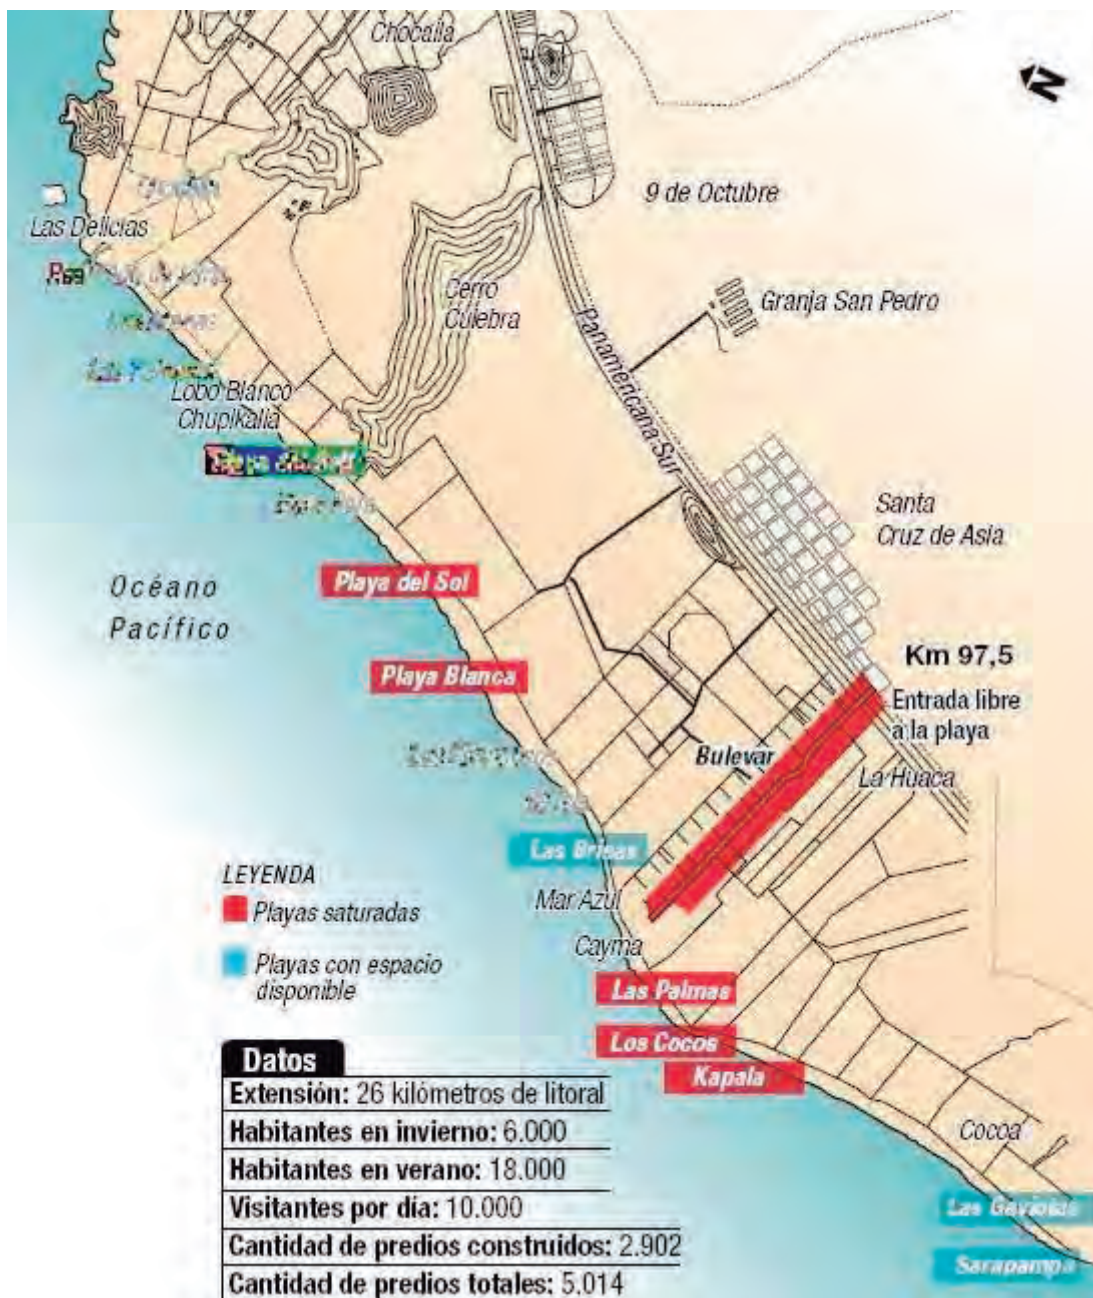 Chocalla
N
9 de Octubre
Las Delicias
Cerro
Culebra
Granja San Pedro
Panamericana Sur
Lobo Blanco
Chupikalla
Santa
Cruz de Asia
Océano
Pacífico
Playa del Sol
Km 97,5
Playa Blanca
Entrada libre
a la playa
Bulevar
La Huaca
Las Brisas
LEYENDA
Mar Azul
Playas saturadas
Cayma
Playas con espacio
disponible
Las Palmas
Los Cocos
Kapala
Datos
Extensión: 26 kilómetros de litoral
Habitantes en invierno: 6.000
Cocoa
Habitantes en verano: 18.000
Visitantes por día: 10.000
Las Gaviotas
Cantidad de predios construidos: 2.902
Sarapampa
Cantidad de predios totales: 5.014